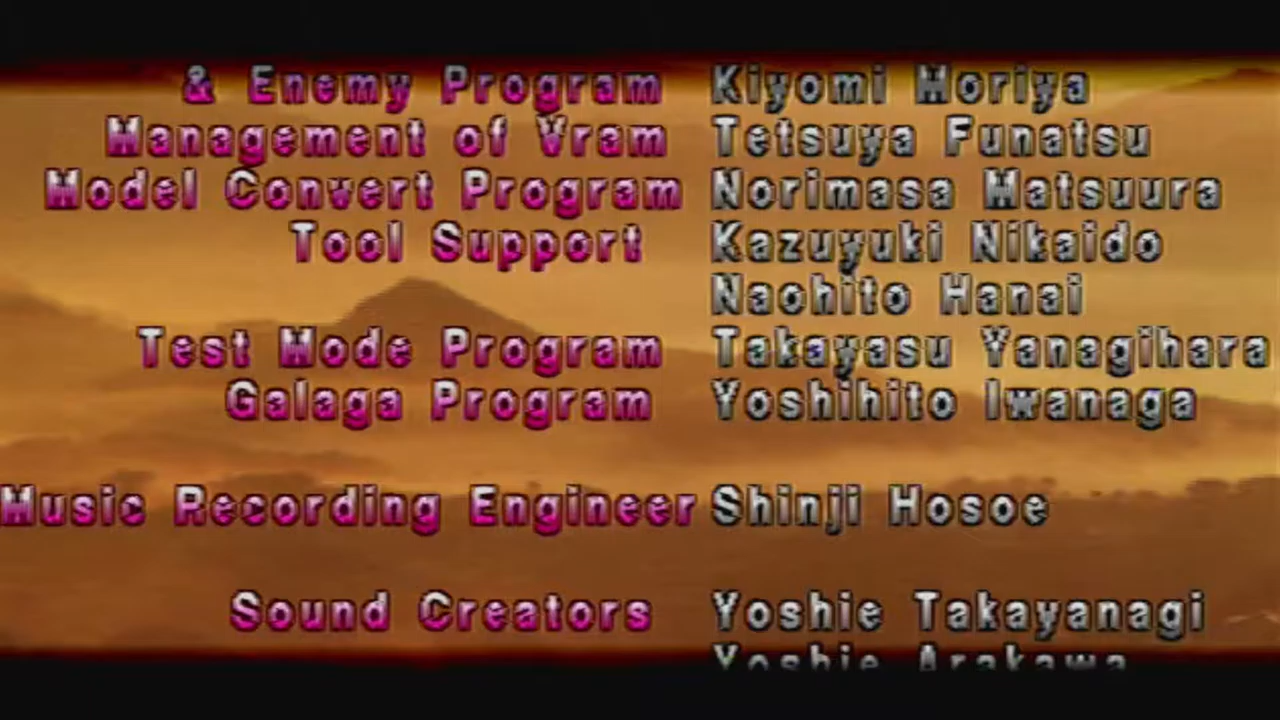 & Enemy Program Kiyomi Moriya
Management of Vram Tetsuya Funatsu
Model Convert Program Norimasa Matsuura
Tool Support Kazuyuki Nikaido
Naohito Hanai
Test Mode Program Takayasu Yanagihara
Galaga Program Yoshihito Iwanaga
Music Recording Engineer Shinji Hosoe
Sound Creators Yoshie Takayanagi
Yoshie Arakawa